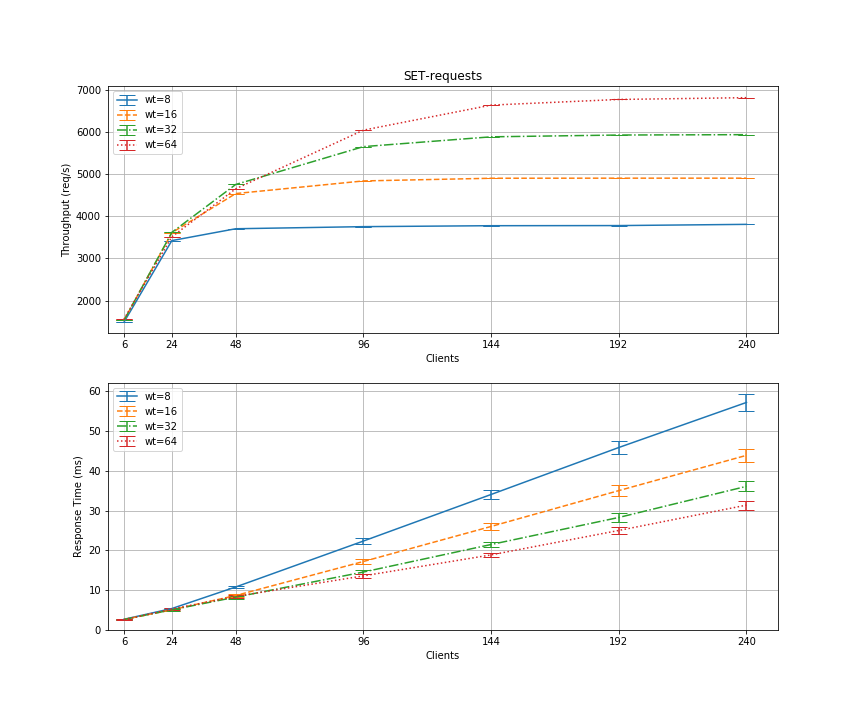 SET-requests
7000
6000
5000
4000
3000
2000
Throughput (req/s)
wt=8
wt=16
wt=32
wt=64
6 24 48 96 144 192 240
Clients
60
50
40
30
20
10
0
Response Time (ms)
wt=8
wt=16
wt=32
wt=64
6 24 48 96 144 192 240
Clients